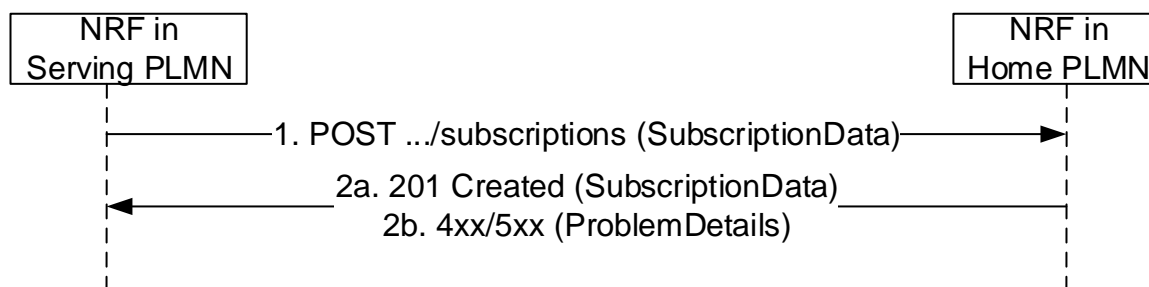 NRF in
Serving PLMN
NRF in
Home PLMN
1. POST .../subscriptions (SubscriptionData)
2a. 201 Created (SubscriptionData)
2b. 4xx/5xx (ProblemDetails)